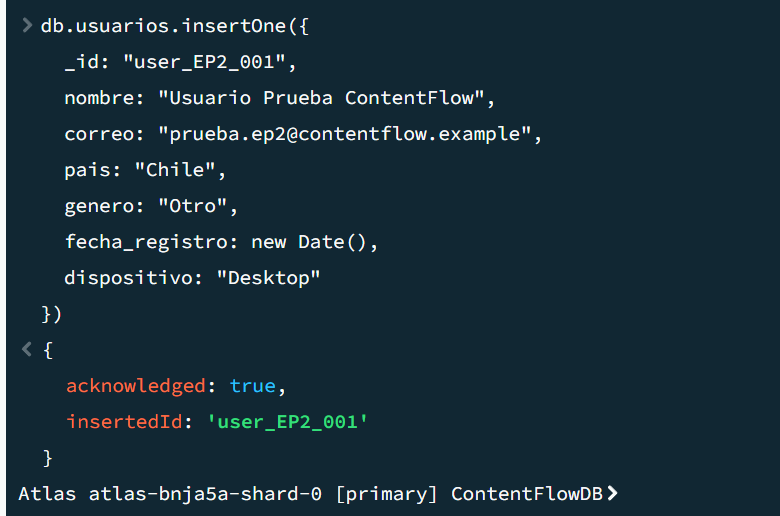 > db.usuarios.insertOne({
_id: "user_EP2_001",
nombre: "Usuario Prueba ContentFlow",
correo: "prueba.ep2@contentflow.example",
pais: "Chile",
genero: "Otro",
fecha_registro: new Date(),
dispositivo: "Desktop"
})
< {
acknowledged: true,
insertedId: 'user_EP2_001'
}
Atlas atlas-bnja5a-shard-0 [primary] ContentFlowDB>